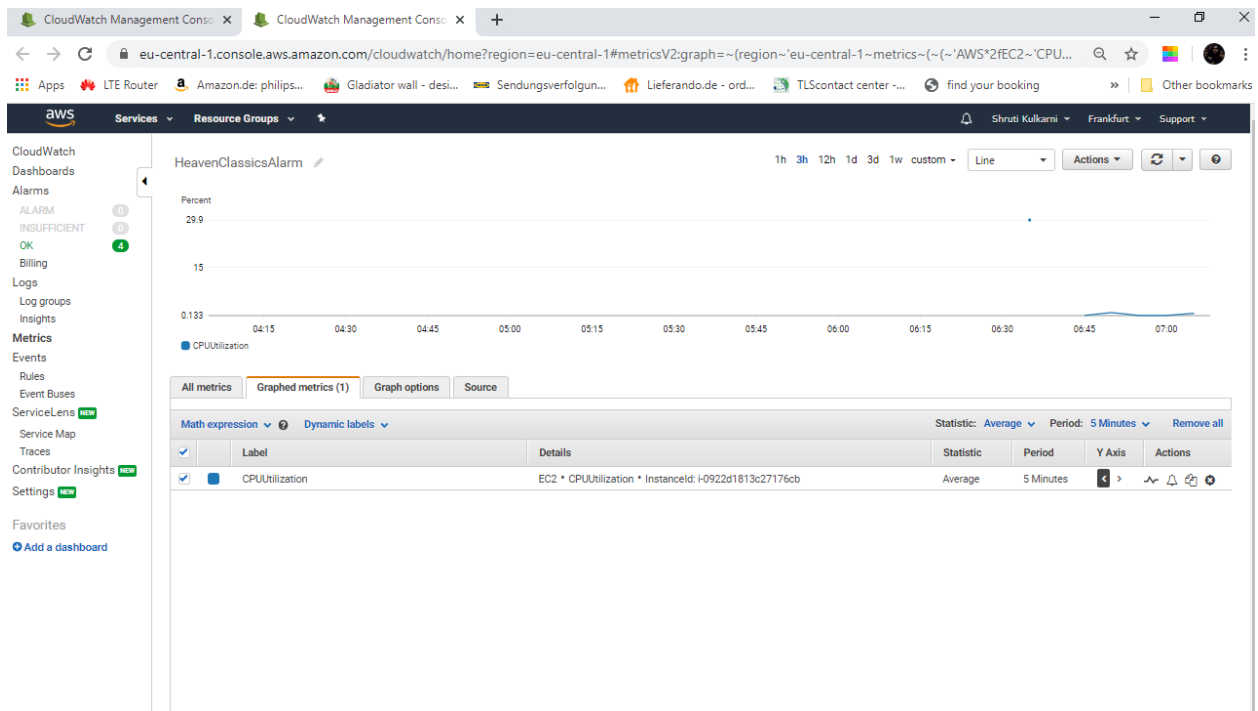 CloudWatch Management Conso
CloudWatch Management Conso
eu-central-1.console.aws.amazon.com/cloudwatch/home?region=eu-central-1#metricsV2:graph=~(region~'eu-central-1~metrics~(~(~'AWS*2fEC2~'CPU...
Apps LTE Router Amazon.de: philips... Gladiator wall - desi... Sendungsverfolgun... Lieferando.de - ord... TLScontact center -... find your booking » Other bookmarks
aws Services Resource Groups Shruti Kulkarni Frankfurt Support
CloudWatch
Dashboards
Alarms
ALARM 0
INSUFFICIENT 0
OK 4
Billing
Logs
Log groups
Insights
Metrics
Events
Rules
Event Buses
ServiceLens NEW
Service Map
Traces
Contributor Insights NEW
Settings NEW
Favorites
Add a dashboard
HeavenClassicsAlarm
1h 3h 12h 1d 3d 1w custom Line Actions
Percent
29.9
15
0.133
04:15 04:30 04:45 05:00 05:15 05:30 05:45 06:00 06:15 06:30 06:45 07:00
CPUUtilization
All metrics Graphed metrics (1) Graph options Source
Math expression Dynamic labels Statistic: Average Period: 5 Minutes Remove all
Label Details Statistic Period Y Axis Actions
CPUUtilization EC2 * CPUUtilization * InstanceId: i-0922d1813c27176cb Average 5 Minutes